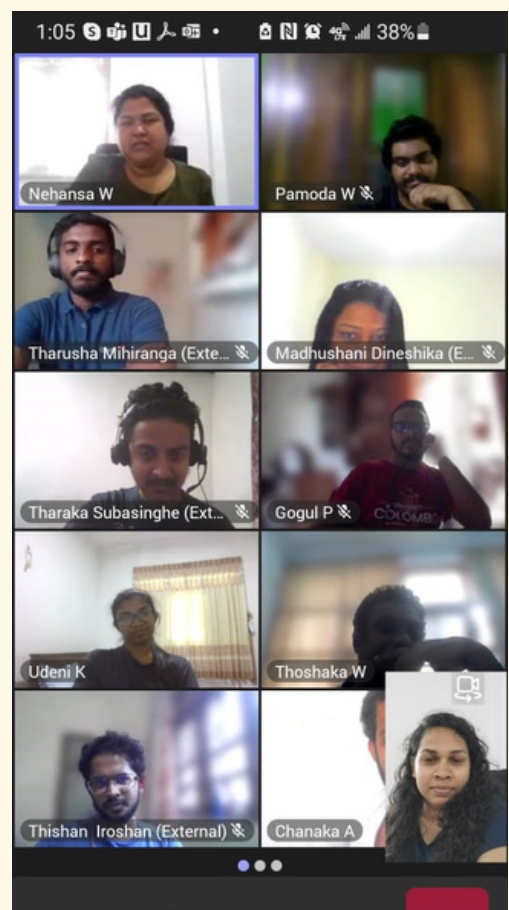 1:05 38%
Nehansa W
Pamoda W
Tharusha Mihiranga (Exte...
Madhushani Dineshika (E...
Tharaka Subasinghe (Ext...
Gogul P
COLOMBO
Udeni K
Thoshaka W
Thishan Iroshan (External)
Chanaka A